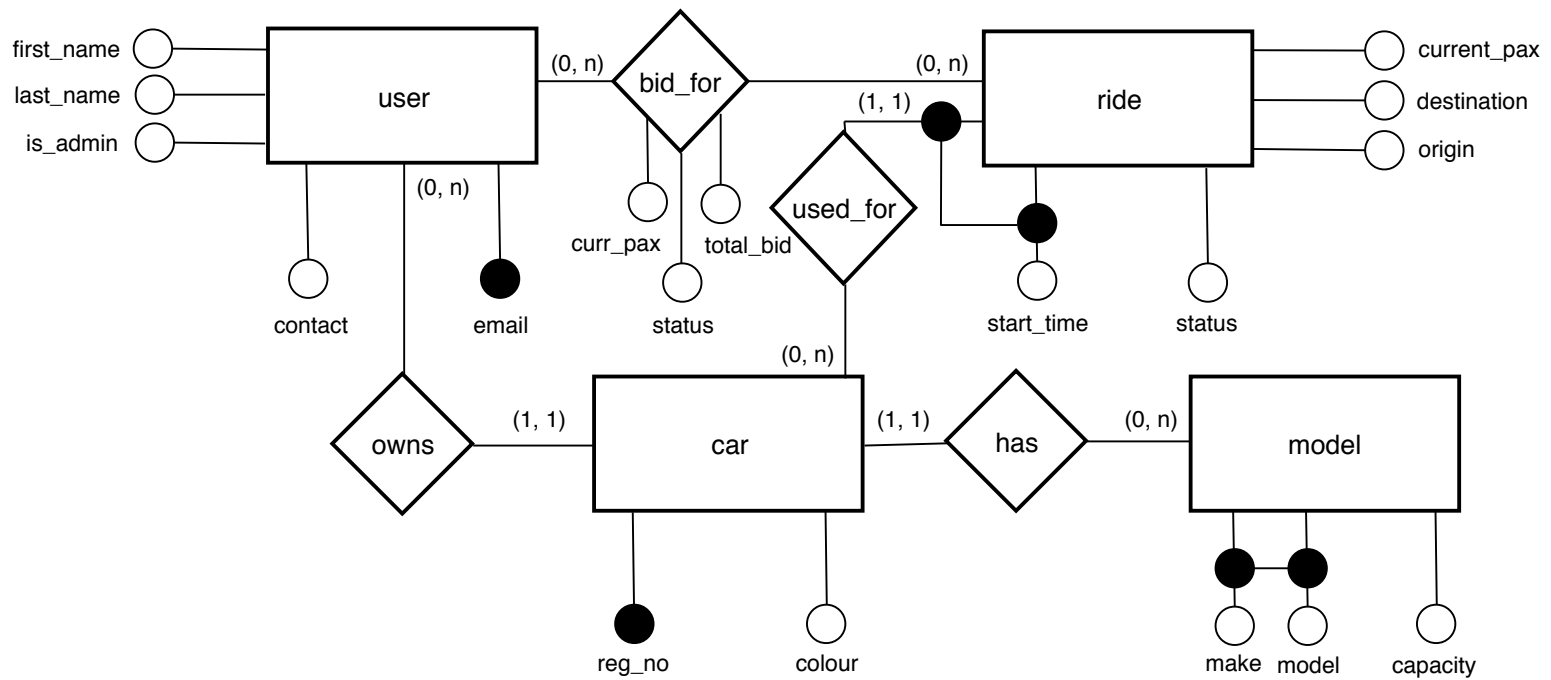 first_name
last_name
is_admin
user
(0, n)
bid_for
(0, n)
ride
current_pax
destination
origin
(1, 1)
(0, n)
used_for
curr_pax
total_bid
contact
email
status
start_time
status
(0, n)
owns
(1, 1)
car
(1, 1)
has
(0, n)
model
reg_no
colour
make
model
capacity